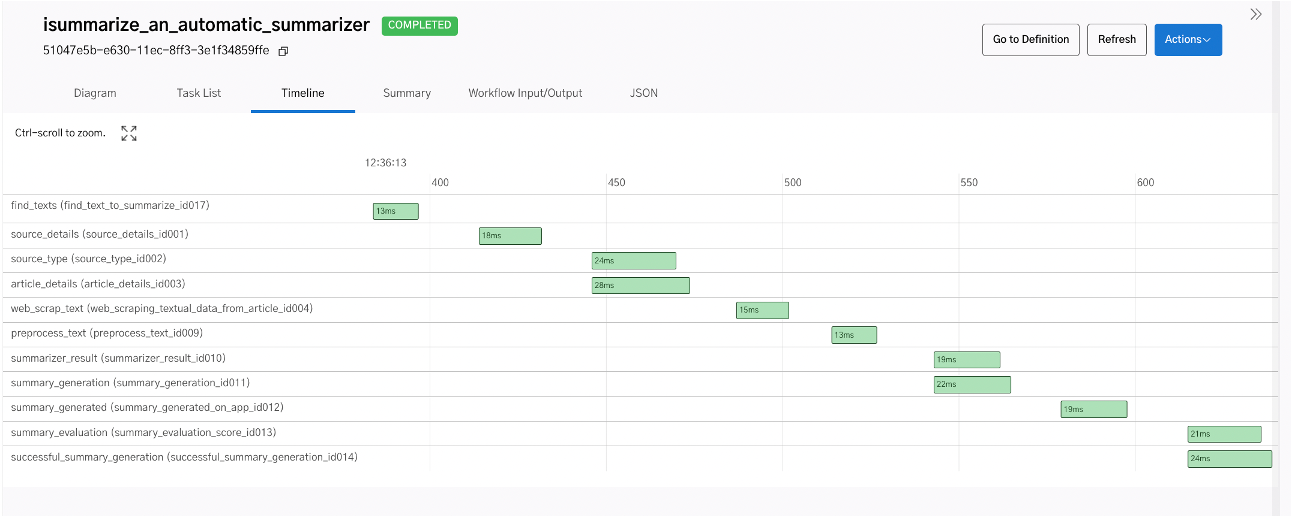 isummarize_an_automatic_summarizer COMPLETED
51047e5b-e630-11ec-8ff3-3e1f34859ffe
Go to Definition Refresh Actions
Diagram Task List Timeline Summary Workflow Input/Output JSON
Ctrl-scroll to zoom.
12:36:13
400 450 500 550 600
find_texts (find_text_to_summarize_id017) 13ms
source_details (source_details_id001) 18ms
source_type (source_type_id002) 24ms
article_details (article_details_id003) 28ms
web_scrap_text (web_scraping_textual_data_from_article_id004) 15ms
preprocess_text (preprocess_text_id009) 13ms
summarizer_result (summarizer_result_id010) 19ms
summary_generation (summary_generation_id011) 22ms
summary_generated (summary_generated_on_app_id012) 19ms
summary_evaluation (summary_evaluation_score_id013) 21ms
successful_summary_generation (successful_summary_generation_id014) 24ms